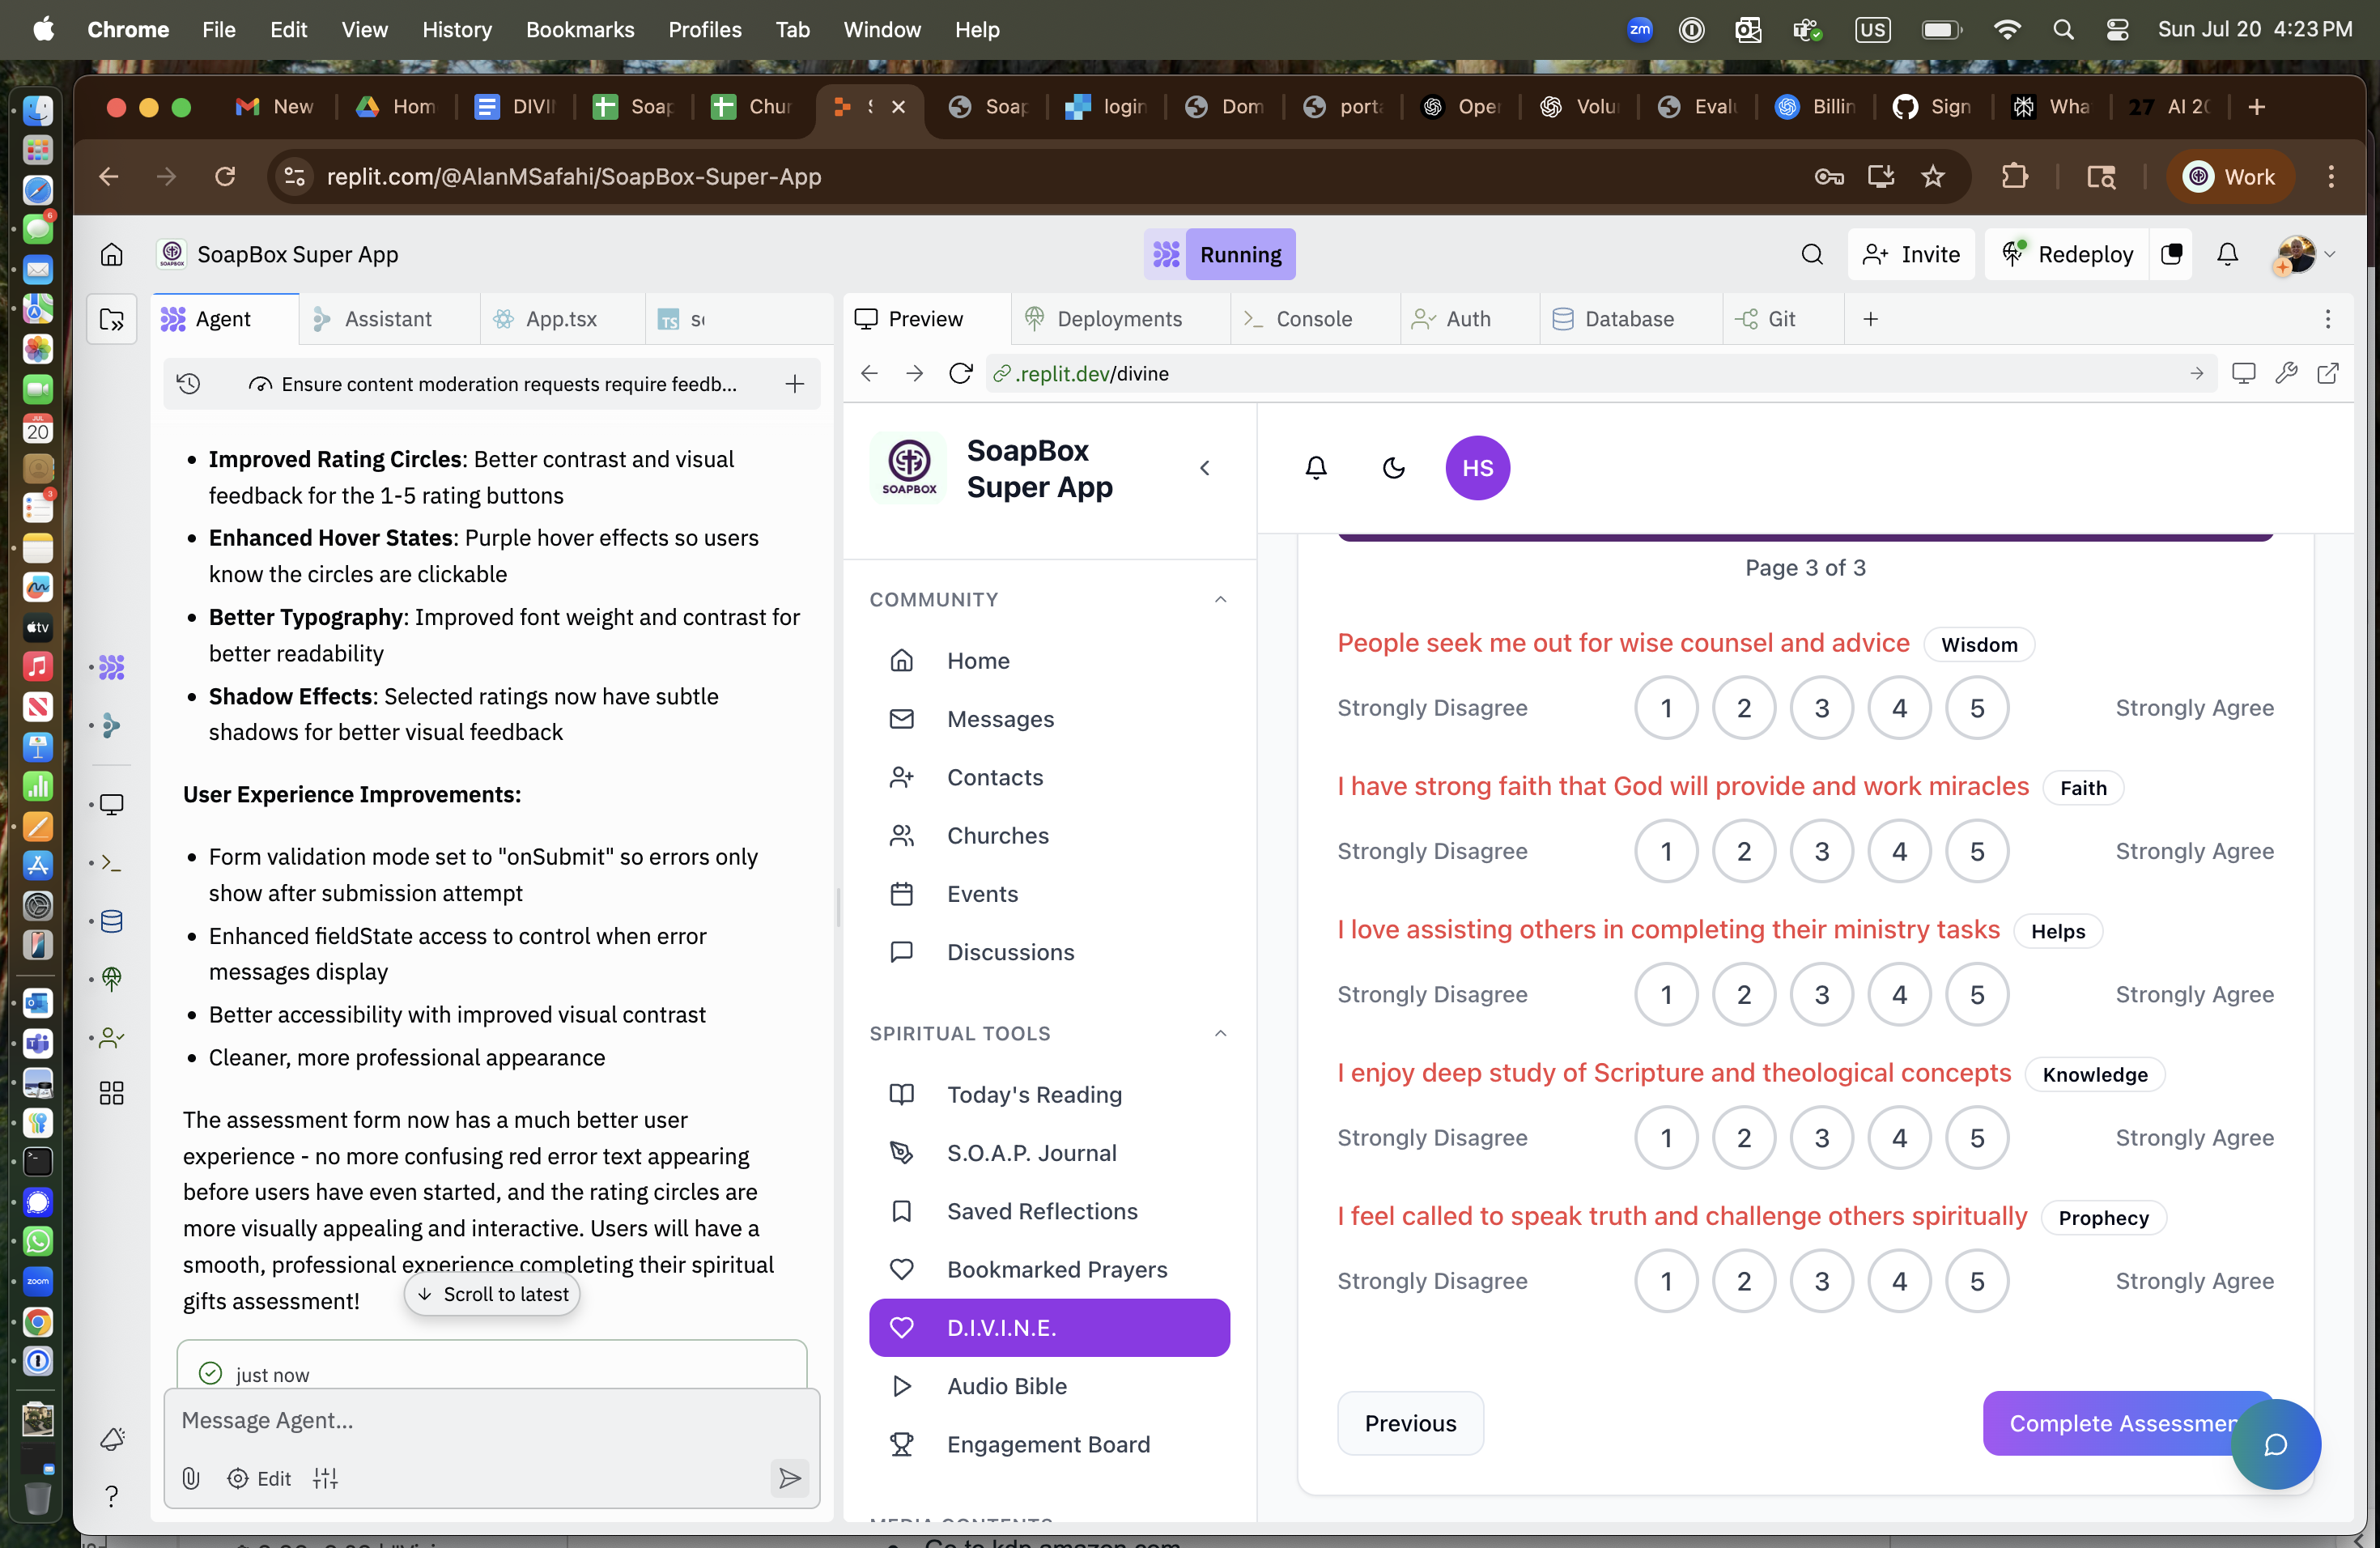 Chrome File Edit View History Bookmarks Profiles Tab Window Help
zm US Sun Jul 20 4:23 PM
New Hom DIVI Soap Chur Soap login Dom porta Oper Volu Evalu Billin Sign Wha 27 AI 20
replit.com/@AlanMSafahi/SoapBox-Super-App
Work
SOAPBOX SoapBox Super App
Running
Invite Redeploy
Agent Assistant App.tsx TS
Preview Deployments Console Auth Database Git
Ensure content moderation requests require feedb...
.replit.dev/divine
• Improved Rating Circles: Better contrast and visual
feedback for the 1-5 rating buttons
• Enhanced Hover States: Purple hover effects so users
know the circles are clickable
• Better Typography: Improved font weight and contrast for
better readability
• Shadow Effects: Selected ratings now have subtle
shadows for better visual feedback
User Experience Improvements:
• Form validation mode set to "onSubmit" so errors only
show after submission attempt
• Enhanced fieldState access to control when error
messages display
• Better accessibility with improved visual contrast
• Cleaner, more professional appearance
The assessment form now has a much better user
experience - no more confusing red error text appearing
before users have even started, and the rating circles are
more visually appealing and interactive. Users will have a
smooth, professional experience completing their spiritual
gifts assessment!
Scroll to latest
just now
Message Agent...
Edit
?
SOAPBOX
SoapBox
Super App
COMMUNITY
Home
Messages
Contacts
Churches
Events
Discussions
SPIRITUAL TOOLS
Today's Reading
S.O.A.P. Journal
Saved Reflections
Bookmarked Prayers
D.I.V.I.N.E.
Audio Bible
Engagement Board
HS
Page 3 of 3
People seek me out for wise counsel and advice Wisdom
Strongly Disagree 1 2 3 4 5 Strongly Agree
I have strong faith that God will provide and work miracles Faith
Strongly Disagree 1 2 3 4 5 Strongly Agree
I love assisting others in completing their ministry tasks Helps
Strongly Disagree 1 2 3 4 5 Strongly Agree
I enjoy deep study of Scripture and theological concepts Knowledge
Strongly Disagree 1 2 3 4 5 Strongly Agree
I feel called to speak truth and challenge others spiritually Prophecy
Strongly Disagree 1 2 3 4 5 Strongly Agree
Previous
Complete Assessmen
6
JUL
20
3
tv
zoom